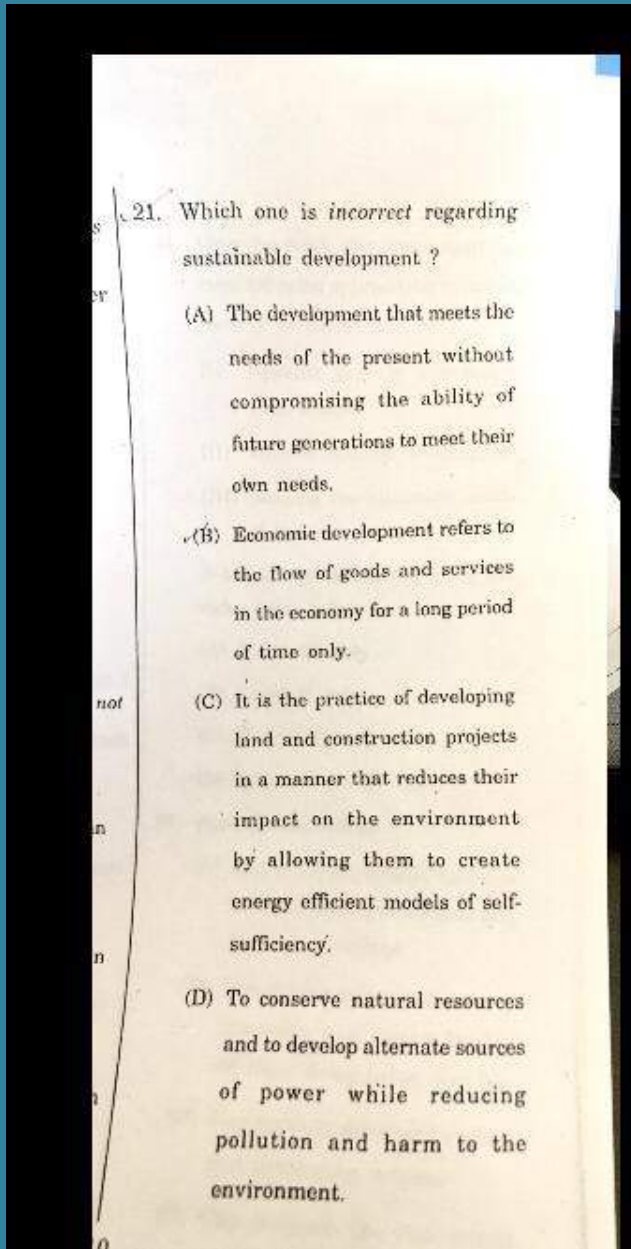 21. Which one is incorrect regarding
sustainable development ?
(A) The development that meets the
needs of the present without
compromising the ability of
future generations to meet their
own needs.
(B) Economic development refers to
the flow of goods and services
in the economy for a long period
of time only.
(C) It is the practice of developing
land and construction projects
in a manner that reduces their
impact on the environment
by allowing them to create
energy efficient models of self-
sufficiency.
(D) To conserve natural resources
and to develop alternate sources
of power while reducing
pollution and harm to the
environment.
s
er
not
n
n